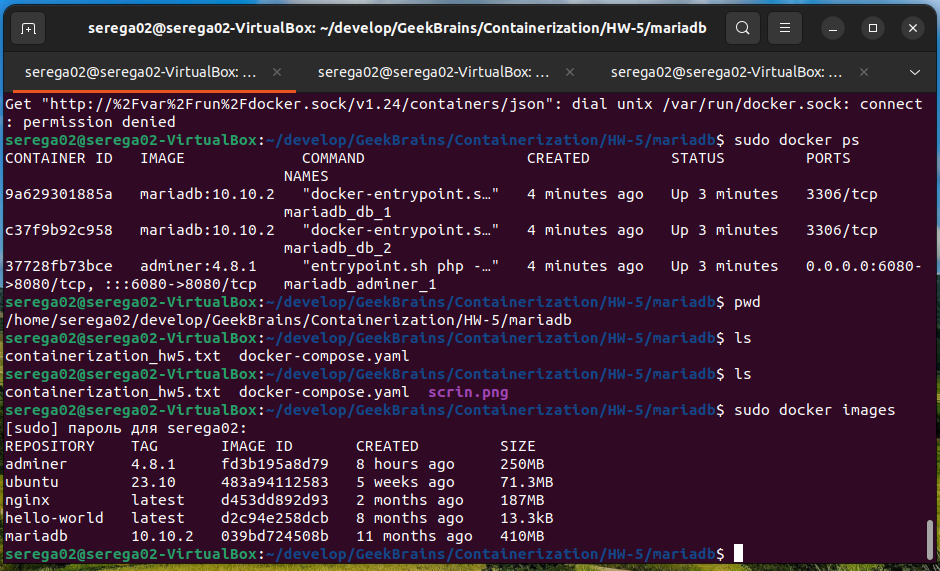 serega02@serega02-VirtualBox: ~/develop/GeekBrains/Containerization/HW-5/mariadb
serega02@serega02-VirtualBox: ... serega02@serega02-VirtualBox: ... serega02@serega02-VirtualBox: ...
Get "http://%2Fvar%2Frun%2Fdocker.sock/v1.24/containers/json": dial unix /var/run/docker.sock: connect
: permission denied
serega02@serega02-VirtualBox:~/develop/GeekBrains/Containerization/HW-5/mariadb$ sudo docker ps
CONTAINER ID   IMAGE             COMMAND                  CREATED         STATUS         PORTS
                               NAMES
9a629301885a   mariadb:10.10.2   "docker-entrypoint.s…"   4 minutes ago   Up 3 minutes   3306/tcp
                               mariadb_db_1
c37f9b92c958   mariadb:10.10.2   "docker-entrypoint.s…"   4 minutes ago   Up 3 minutes   3306/tcp
                               mariadb_db_2
37728fb73bce   adminer:4.8.1     "entrypoint.sh php -…"   4 minutes ago   Up 3 minutes   0.0.0.0:6080-
>8080/tcp, :::6080->8080/tcp   mariadb_adminer_1
serega02@serega02-VirtualBox:~/develop/GeekBrains/Containerization/HW-5/mariadb$ pwd
/home/serega02/develop/GeekBrains/Containerization/HW-5/mariadb
serega02@serega02-VirtualBox:~/develop/GeekBrains/Containerization/HW-5/mariadb$ ls
containerization_hw5.txt  docker-compose.yaml
serega02@serega02-VirtualBox:~/develop/GeekBrains/Containerization/HW-5/mariadb$ ls
containerization_hw5.txt  docker-compose.yaml  scrin.png
serega02@serega02-VirtualBox:~/develop/GeekBrains/Containerization/HW-5/mariadb$ sudo docker images
[sudo] пароль для serega02:
REPOSITORY    TAG       IMAGE ID       CREATED         SIZE
adminer       4.8.1     fd3b195a8d79   8 hours ago     250MB
ubuntu        23.10     483a94112583   5 weeks ago     71.3MB
nginx         latest    d453dd892d93   2 months ago    187MB
hello-world   latest    d2c94e258dcb   8 months ago    13.3kB
mariadb       10.10.2   039bd724508b   11 months ago   410MB
serega02@serega02-VirtualBox:~/develop/GeekBrains/Containerization/HW-5/mariadb$